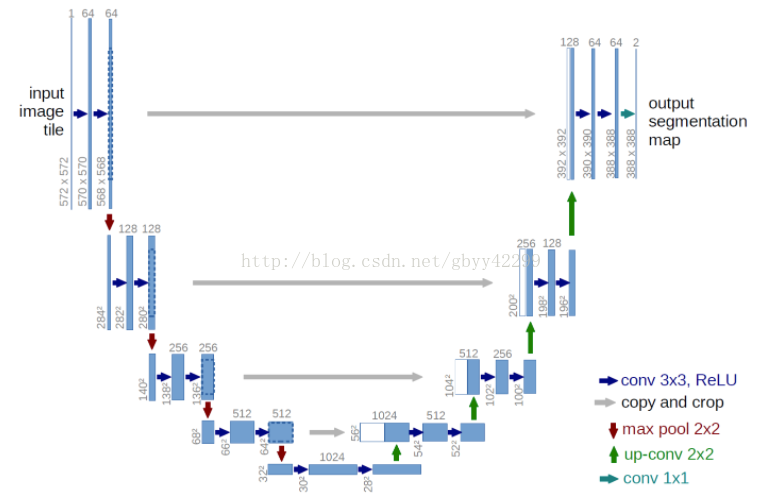 1 64 64
input
image
tile
572 x 572
570 x 570
568 x 568
128 64 64 2
output
segmentation
map
392 x 392
390 x 390
388 x 388
388 x 388
128 128
284²
282²
280²
256 128
200²
198²
196²
http://blog.csdn.net/gbyy42299
256 256
140²
138²
136²
512 256
104²
102²
100²
512 512
68²
66²
64²
1024 512
56²
54²
52²
1024
32²
30²
28²
conv 3x3, ReLU
copy and crop
max pool 2x2
up-conv 2x2
conv 1x1